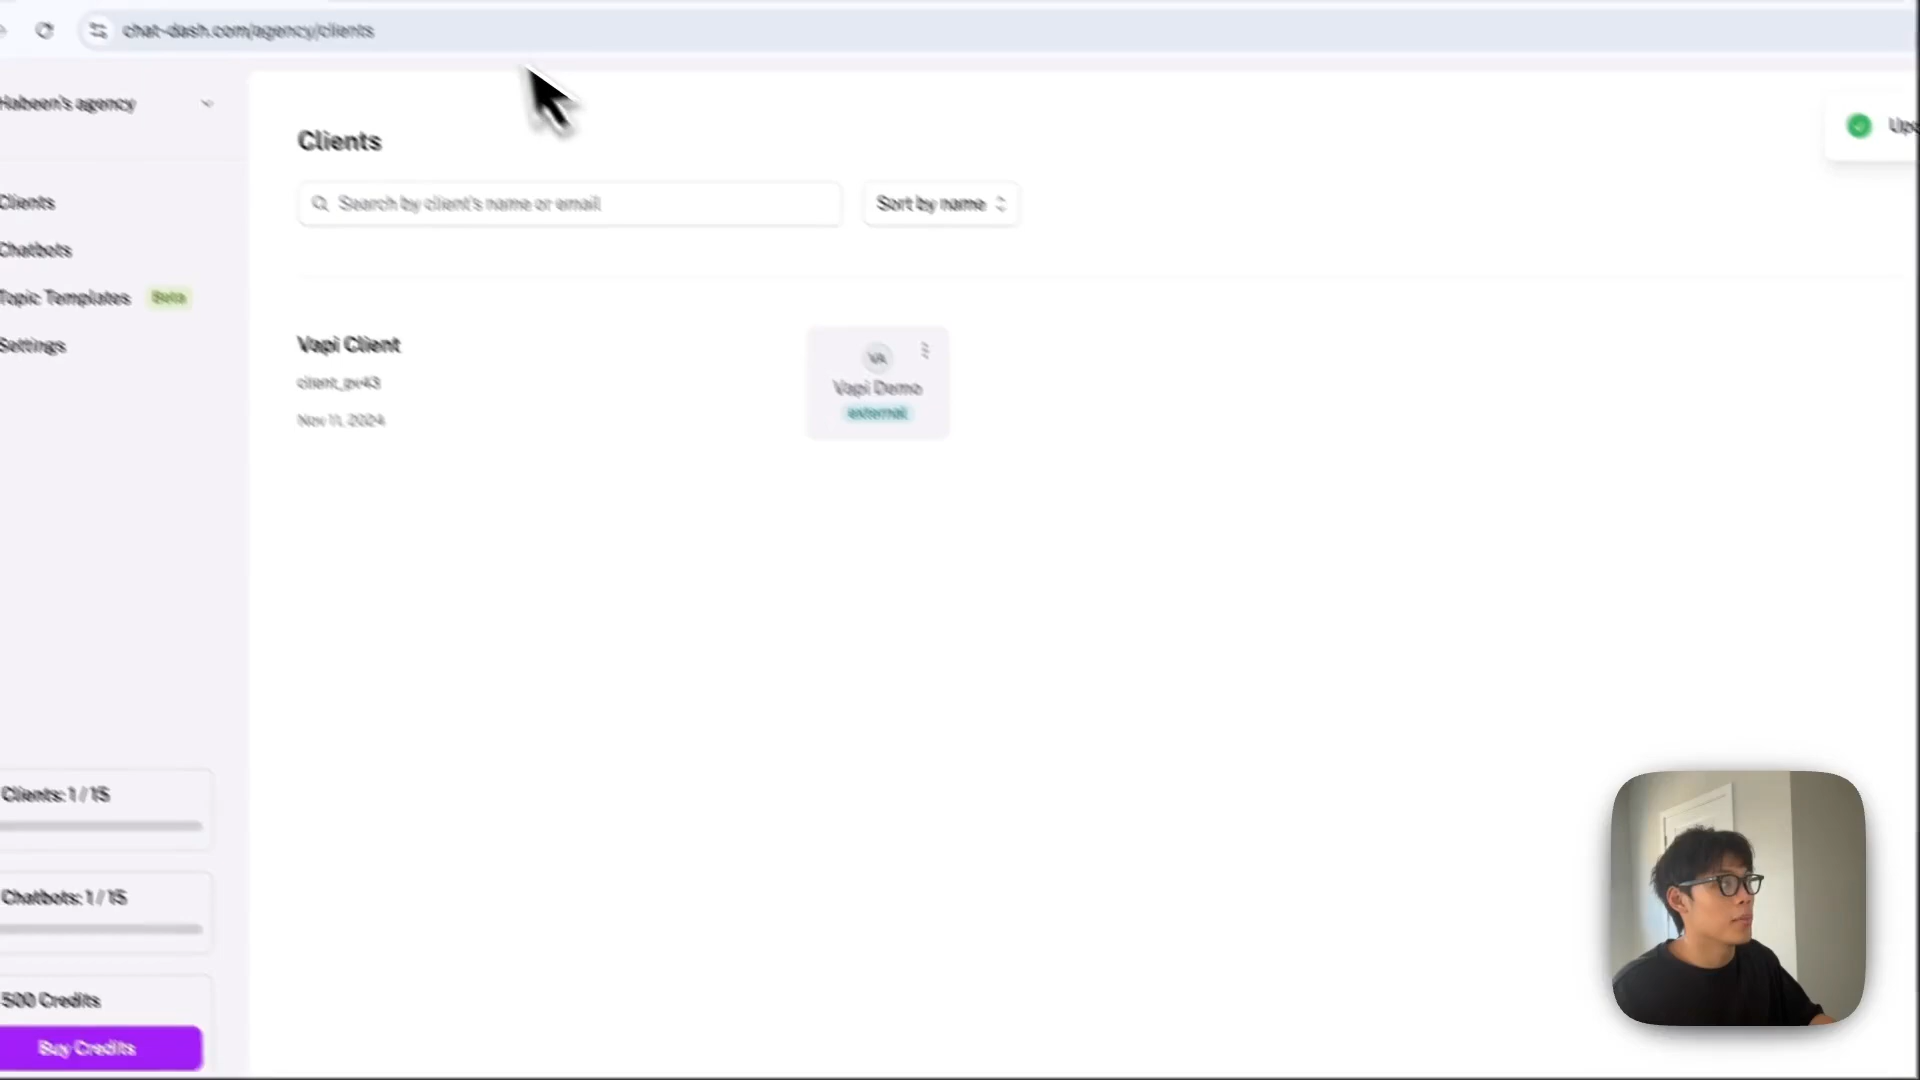 chat-dash.com/agency/clients
Habeen's agency
Clients
Chatbots
Topic Templates Beta
Settings
Clients: 1 / 15
Chatbots: 1 / 15
500 Credits
Buy Credits
Clients
Search by client's name or email
Sort by name
Vapi Client
client_pv43
Nov 11, 2024
VA
Vapi Demo
external